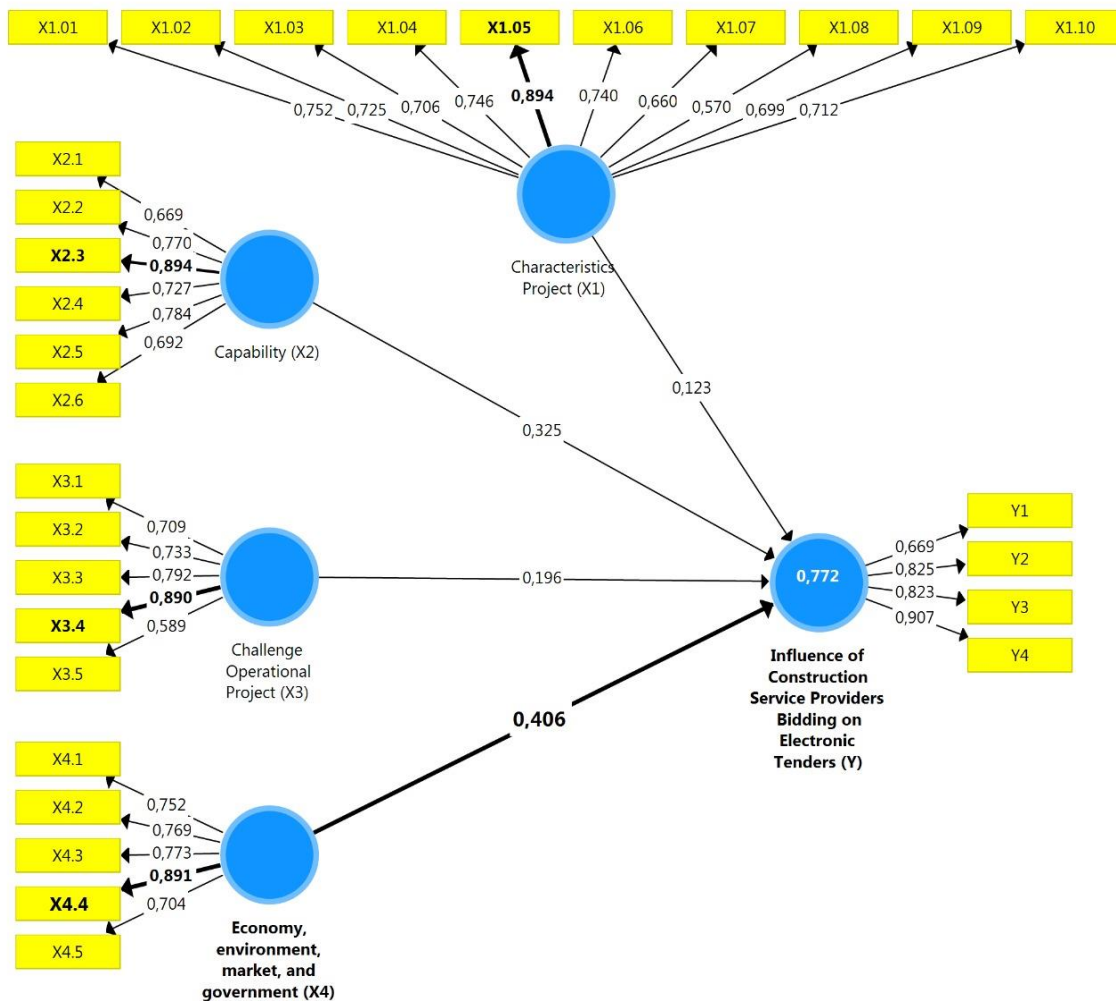 X1.01 X1.02 X1.03 X1.04 X1.05 X1.06 X1.07 X1.08 X1.09 X1.10
0,752 0,725 0,706 0,746 0,894 0,740 0,660 0,570 0,699 0,712
Characteristics
Project (X1)
X2.1
X2.2
X2.3
X2.4
X2.5
X2.6
0,669
0,770
0,894
0,727
0,784
0,692
Capability (X2)
0,123
0,325
X3.1
X3.2
X3.3
X3.4
X3.5
0,709
0,733
0,792
0,890
0,589
Challenge
Operational
Project (X3)
0,196
0,772
0,669
0,825
0,823
0,907
Y1
Y2
Y3
Y4
Influence of
Construction
Service Providers
Bidding on
Electronic
Tenders (Y)
0,406
X4.1
X4.2
X4.3
X4.4
X4.5
0,752
0,769
0,773
0,891
0,704
Economy,
environment,
market, and
government (X4)